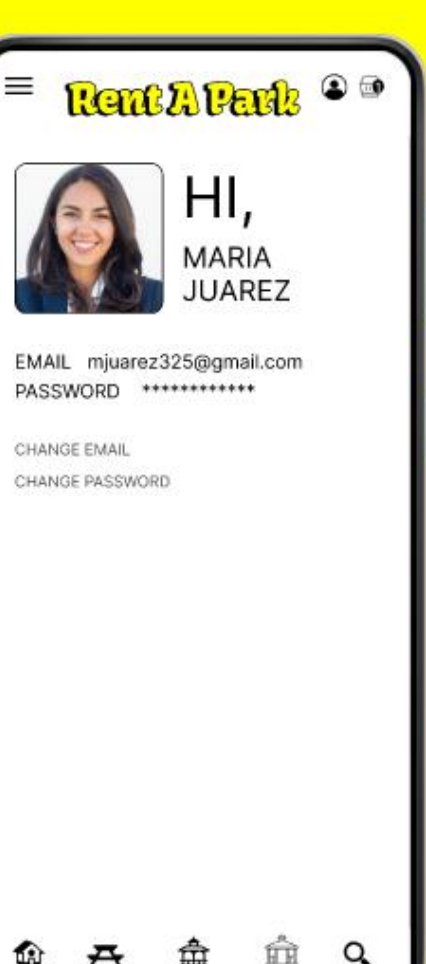 Rent A Park
HI,
MARIA
JUAREZ
EMAIL mjuarez325@gmail.com
PASSWORD ************
CHANGE EMAIL
CHANGE PASSWORD